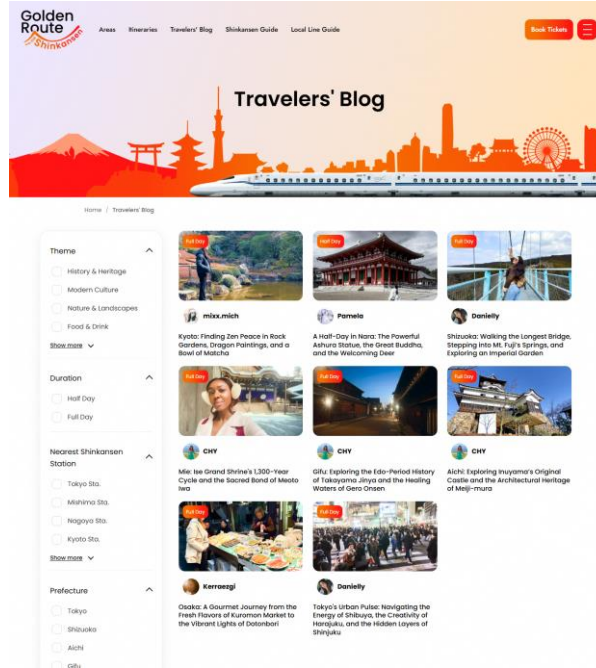 Golden
Route
Shinkansen
Areas Itineraries Travelers' Blog Shinkansen Guide Local Line Guide
Book Tickets
Travelers' Blog
Home / Travelers' Blog
Theme
History & Heritage
Modern Culture
Nature & Landscapes
Food & Drink
Show more
Duration
Half Day
Full Day
Nearest Shinkansen
Station
Tokyo Sta.
Mishima Sta.
Nagoya Sta.
Kyoto Sta.
Show more
Prefecture
Tokyo
Shizuoka
Aichi
Gifu
Full Day
mixx.mich
Kyoto: Finding Zen Peace in Rock
Gardens, Dragon Paintings, and a
Bowl of Matcha
Half Day
Pamela
A Half-Day in Nara: The Powerful
Ashura Statue, the Great Buddha,
and the Welcoming Deer
Full Day
Danielly
Shizuoka: Walking the Longest Bridge,
Stepping into Mt. Fuji's Springs, and
Exploring an Imperial Garden
Full Day
CHY
Mie: Ise Grand Shrine's 1,300-Year
Cycle and the Sacred Bond of Meoto
Iwa
Full Day
CHY
Gifu: Exploring the Edo-Period History
of Takayama Jinya and the Healing
Waters of Gero Onsen
Full Day
CHY
Aichi: Exploring Inuyama's Original
Castle and the Architectural Heritage
of Meiji-mura
Full Day
Kerraezgi
Osaka: A Gourmet Journey from the
Fresh Flavors of Kuromon Market to
the Vibrant Lights of Dotonbori
Full Day
Danielly
Tokyo's Urban Pulse: Navigating the
Energy of Shibuya, the Creativity of
Harajuku, and the Hidden Layers of
Shinjuku